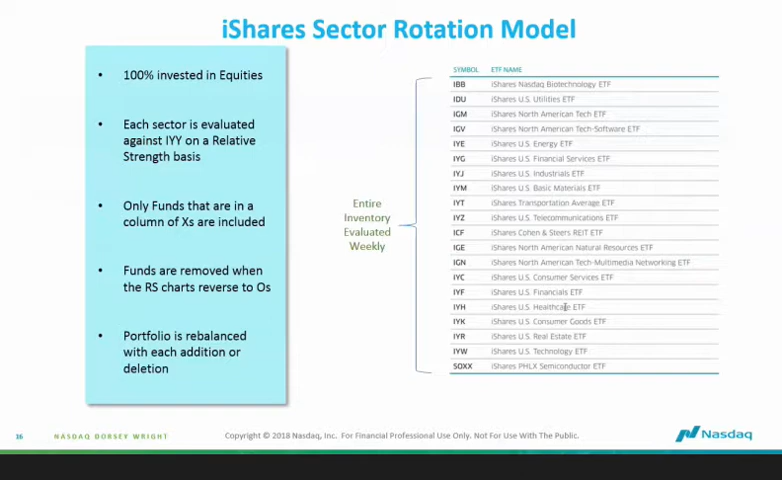 iShares Sector Rotation Model
• 100% invested in Equities
• Each sector is evaluated
against IYY on a Relative
Strength basis
• Only Funds that are in a
column of Xs are included
• Funds are removed when
the RS charts reverse to Os
• Portfolio is rebalanced
with each addition or
deletion
Entire
Inventory
Evaluated
Weekly
SYMBOL ETF NAME
IBB iShares Nasdaq Biotechnology ETF
IDU iShares U.S. Utilities ETF
IGM iShares North American Tech ETF
IGV iShares North American Tech-Software ETF
IYE iShares U.S. Energy ETF
IYG iShares U.S. Financial Services ETF
IYJ iShares U.S. Industrials ETF
IYM iShares U.S. Basic Materials ETF
IYT iShares Transportation Average ETF
IYZ iShares U.S. Telecommunications ETF
ICF iShares Cohen & Steers REIT ETF
IGE iShares North American Natural Resources ETF
IGN iShares North American Tech-Multimedia Networking ETF
IYC iShares U.S. Consumer Services ETF
IYF iShares U.S. Financials ETF
IYH iShares U.S. Healthcare ETF
IYK iShares U.S. Consumer Goods ETF
IYR iShares U.S. Real Estate ETF
IYW iShares U.S. Technology ETF
SOXX iShares PHLX Semiconductor ETF
16 NASDAQ DORSEY WRIGHT Copyright © 2018 Nasdaq, Inc. For Financial Professional Use Only. Not For Use With The Public. Nasdaq